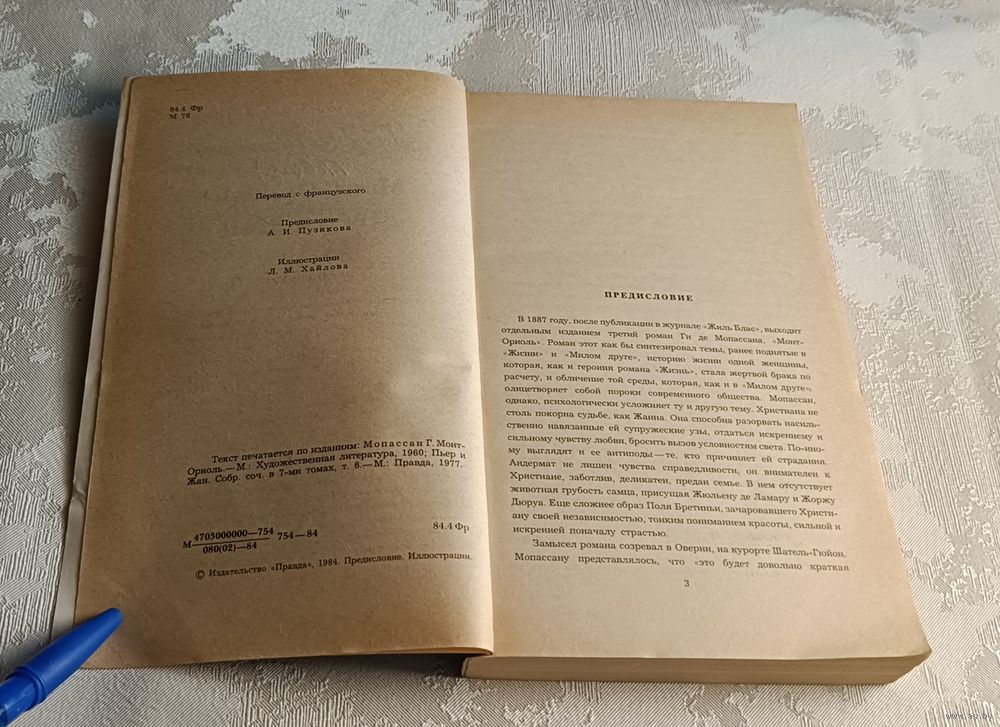 84.4 Фр
М 78
Перевод с французского
Предисловие
А. И. Пузикова
Иллюстрации
Л. М. Хайлова
Текст печатается по изданиям: Мопассан Г. Монт-
Ориоль.— М.: Художественная литература, 1960; Пьер и
Жан. Собр. соч. в 7-ми томах, т. 6.— М.: Правда, 1977.
М 4703000000—754 / 080(02)—84 754—84
84.4 Фр
© Издательство «Правда», 1984. Предисловие. Иллюстрации.
ПРЕДИСЛОВИЕ
В 1887 году, после публикации в журнале «Жиль Блас», выходит
отдельным изданием третий роман Ги де Мопассана, «Монт-
Ориоль». Роман этот как бы синтезировал темы, ранее поднятые в
«Жизни» и «Милом друге», историю жизни одной женщины,
которая, как и героиня романа «Жизнь», стала жертвой брака по
расчету, и обличение той среды, которая, как и в «Милом друге»,
олицетворяет собой пороки современного общества. Мопассан,
однако, психологически усложняет ту и другую тему. Христиана не
столь покорна судьбе, как Жанна. Она способна разорвать насиль-
ственно навязанные ей супружеские узы, отдаться искреннему и
сильному чувству любви, бросить вызов условностям света. По-ино-
му выглядят и ее антиподы — те, кто причиняет ей страдания.
Андермат не лишен чувства справедливости, он внимателен к
Христиане, заботлив, деликатен, предан семье. В нем отсутствует
животная грубость самца, присущая Жюльену де Ламару и Жоржу
Дюруа. Еще сложнее образ Поля Бретиньи, зачаровавшего Христи-
ану своей независимостью, тонким пониманием красоты, сильной и
искренней поначалу страстью.
Замысел романа созревал в Оверни, на курорте Шатель-Гюйон.
Мопассану представлялось, что «это будет довольно краткая
3